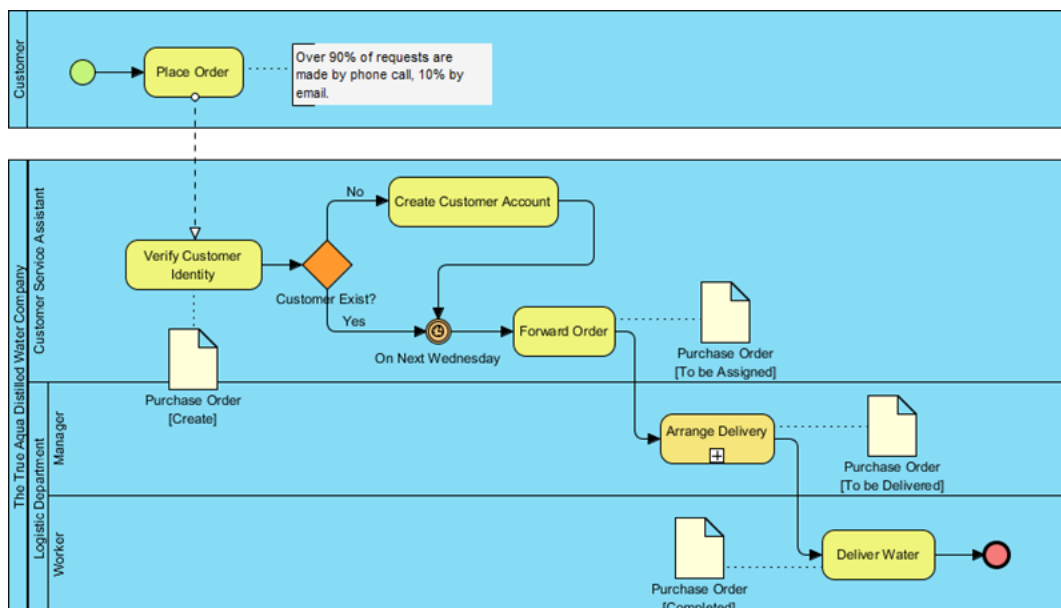 Customer
Place Order
Over 90% of requests are
made by phone call, 10% by
email.
The True Aqua Distilled Water Company
Customer Service Assistant
Verify Customer
Identity
No
Create Customer Account
Customer Exist?
Yes
On Next Wednesday
Forward Order
Purchase Order
[To be Assigned]
Purchase Order
[Create]
Logistic Department
Manager
Arrange Delivery
Purchase Order
[To be Delivered]
Worker
Deliver Water
Purchase Order
[Completed]